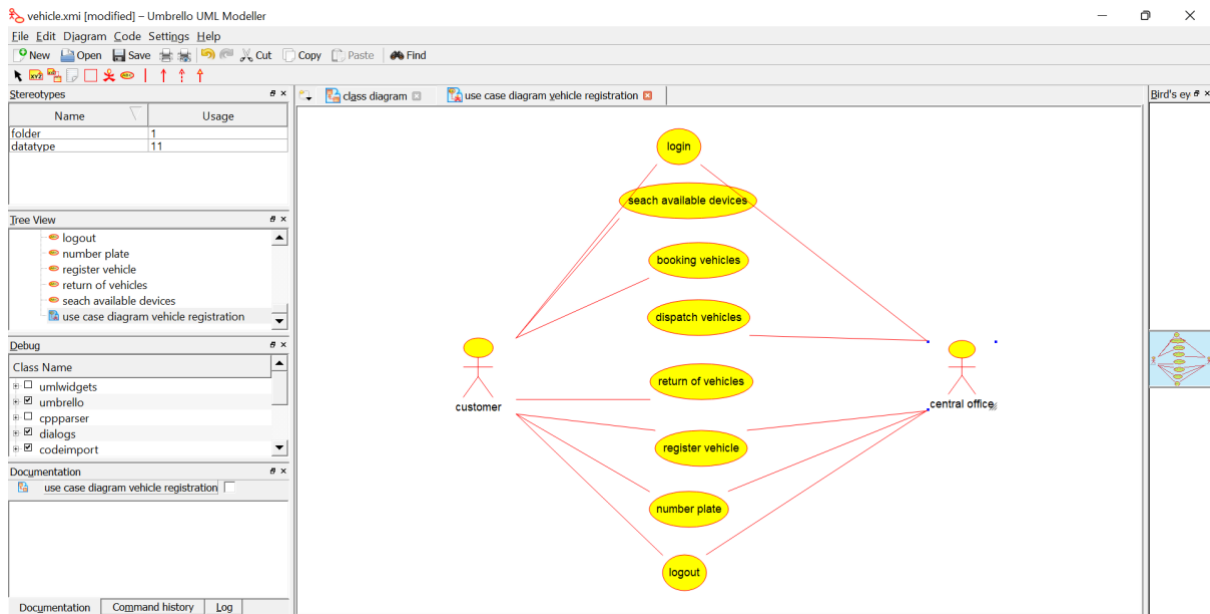 vehicle.xmi [modified] – Umbrello UML Modeller
File Edit Diagram Code Settings Help
New Open Save Cut Copy Paste Find
Stereotypes
Name Usage
folder 1
datatype 11
Tree View
logout
number plate
register vehicle
return of vehicles
seach available devices
use case diagram vehicle registration
Debug
Class Name
umlwidgets
umbrello
cppparser
dialogs
codeimport
Documentation
use case diagram vehicle registration
Documentation Command history Log
class diagram use case diagram vehicle registration
login
seach available devices
booking vehicles
dispatch vehicles
return of vehicles
customer
central office
register vehicle
number plate
logout
Bird's ey